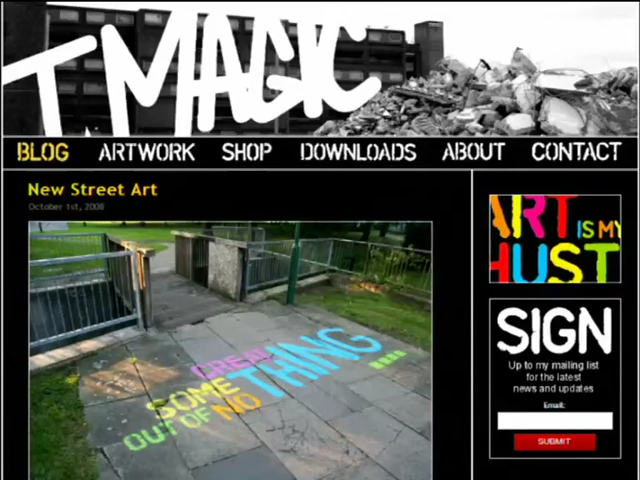 T MAGIC
BLOG ARTWORK SHOP DOWNLOADS ABOUT CONTACT
New Street Art
October 1st, 2008
CREATE
SOME THING
OUT OF NO
ART IS MY
HUST
SIGN
Up to my mailing list
for the latest
news and updates
Email:
SUBMIT